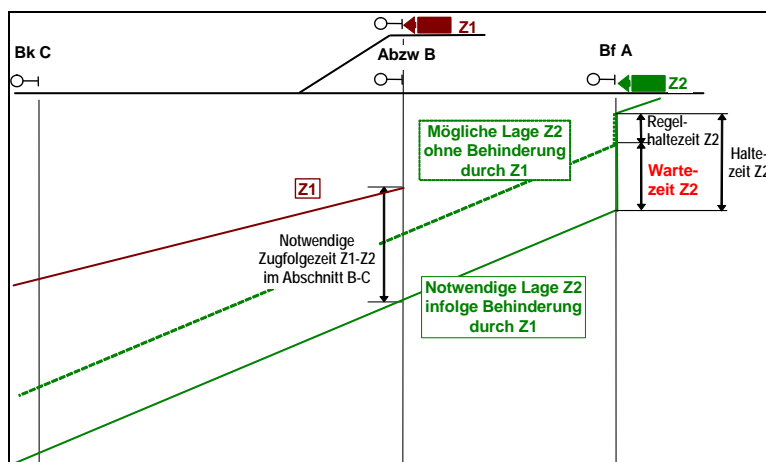 Z1
Bk C
Abzw B
Bf A
Z2
Mögliche Lage Z2
ohne Behinderung
durch Z1
Regel-
haltezeit Z2
Warte-
zeit Z2
Halte-
zeit Z2
Z1
Notwendige
Zugfolgezeit Z1-Z2
im Abschnitt B-C
Notwendige Lage Z2
infolge Behinderung
durch Z1